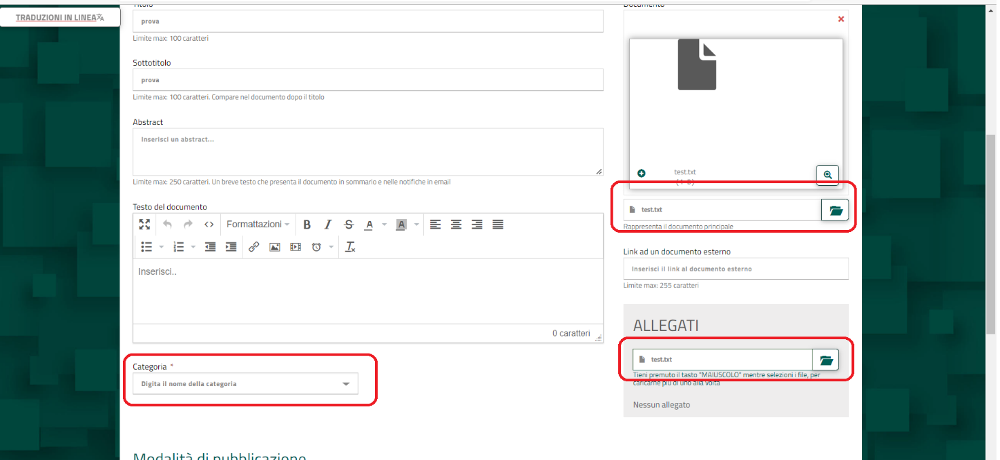 TRADUZIONI IN LINEA
Titolo
prova
Limite max: 100 caratteri
Sottotitolo
prova
Limite max: 100 caratteri. Compare nel documento dopo il titolo
Abstract
Inserisci un abstract...
Limite max: 250 caratteri. Un breve testo che presenta il documento in sommario e nelle notifiche in email
Testo del documento
Formattazioni
Inserisci..
0 caratteri
Categoria *
Digita il nome della categoria
Modalità di pubblicazione
Documento
test.txt
test.txt
Rappresenta il documento principale
Link ad un documento esterno
Inserisci il link al documento esterno
Limite max: 255 caratteri
ALLEGATI
test.txt
Tieni premuto il tasto "MAIUSCOLO" mentre selezioni i file, per
caricarne più di uno alla volta
Nessun allegato